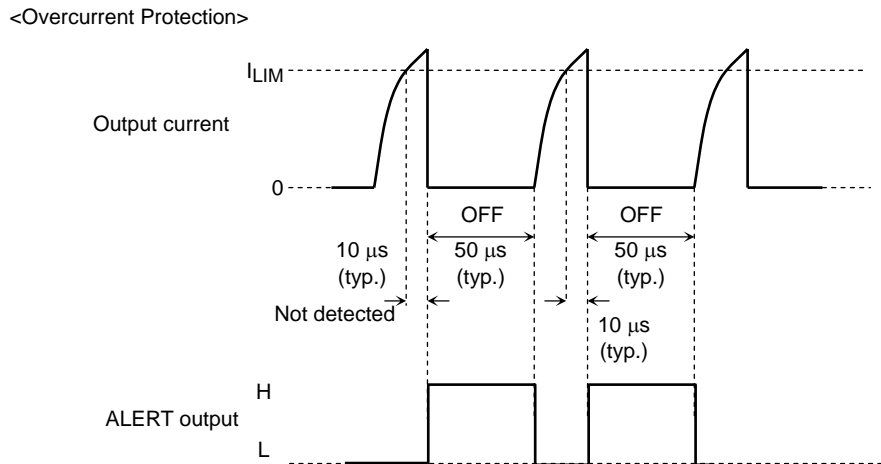 <Overcurrent Protection>
ILIM
Output current
0
OFF
OFF
10 μs
(typ.)
50 μs
(typ.)
50 μs
(typ.)
Not detected
10 μs
(typ.)
H
ALERT output
L